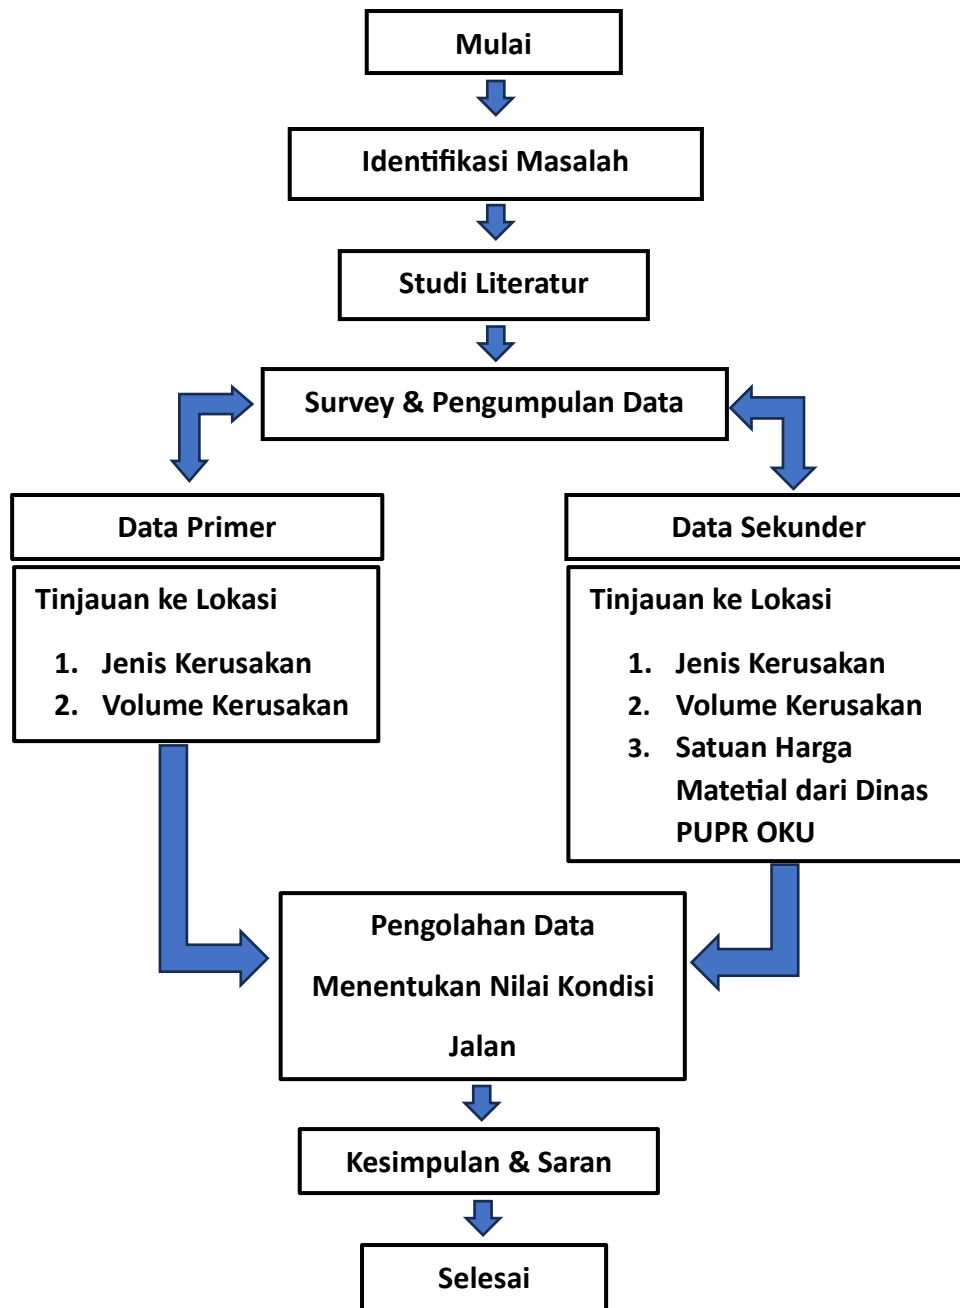 Mulai
Identifikasi Masalah
Studi Literatur
Survey & Pengumpulan Data
Data Primer
Tinjauan ke Lokasi
1. Jenis Kerusakan
2. Volume Kerusakan
Data Sekunder
Tinjauan ke Lokasi
1. Jenis Kerusakan
2. Volume Kerusakan
3. Satuan Harga
Matetial dari Dinas
PUPR OKU
Pengolahan Data
Menentukan Nilai Kondisi
Jalan
Kesimpulan & Saran
Selesai